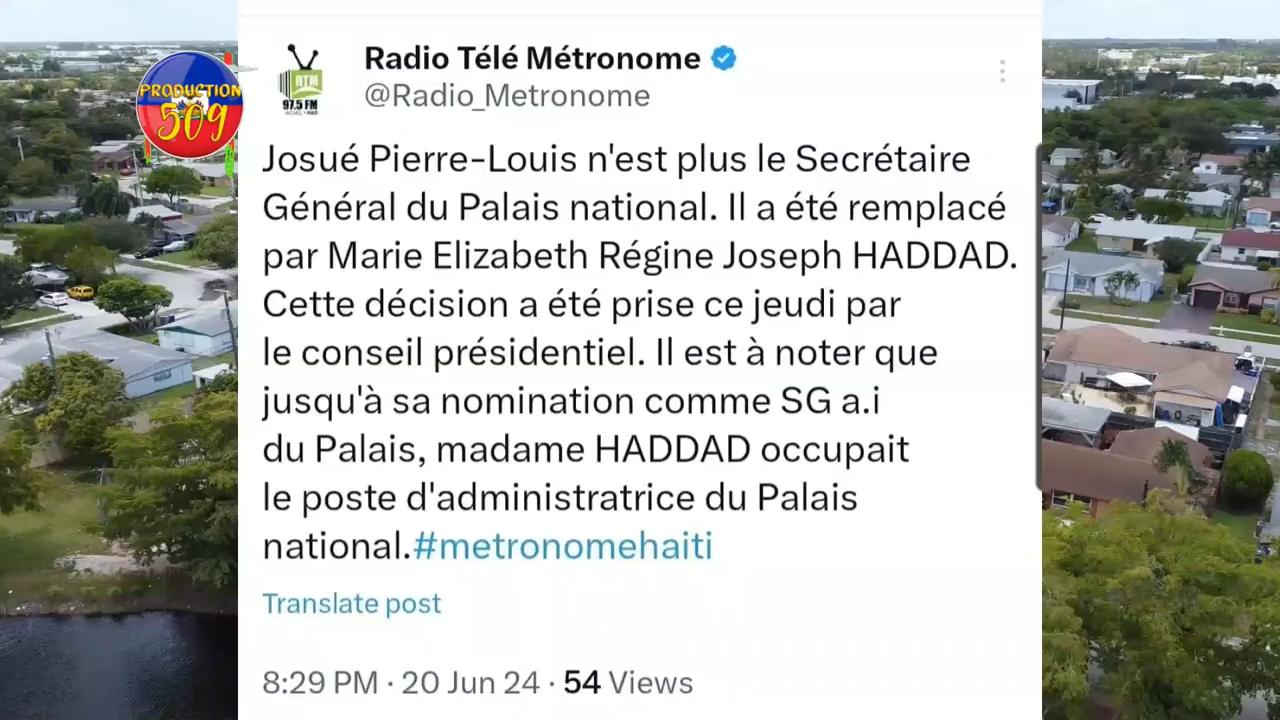 Radio Télé Métronome
@Radio_Metronome
RTM
97.5 FM
PRODUCTION
509
Josué Pierre-Louis n'est plus le Secrétaire
Général du Palais national. Il a été remplacé
par Marie Elizabeth Régine Joseph HADDAD.
Cette décision a été prise ce jeudi par
le conseil présidentiel. Il est à noter que
jusqu'à sa nomination comme SG a.i
du Palais, madame HADDAD occupait
le poste d'administratrice du Palais
national.#metronomehaiti
Translate post
8:29 PM · 20 Jun 24 · 54 Views